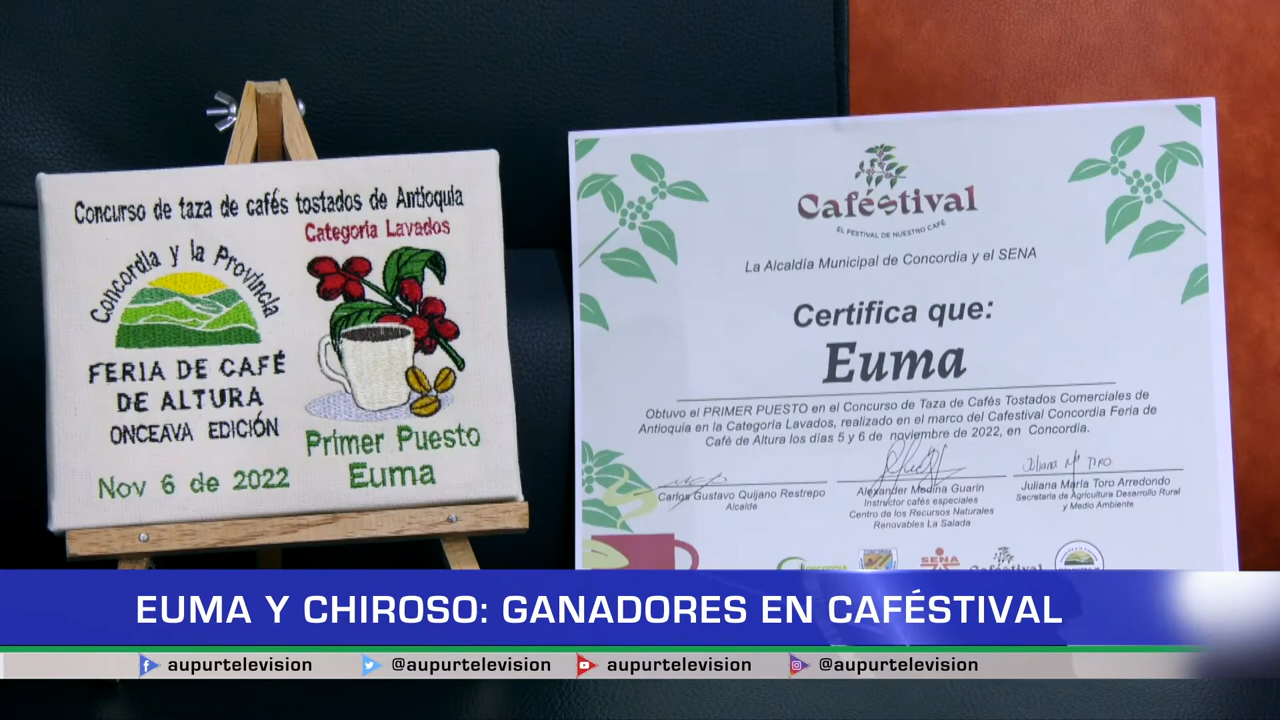 Concurso de taza de cafés tostados de Antioquia
Categoría Lavados
Concordia y la Provincia
FERIA DE CAFÉ
DE ALTURA
ONCEAVA EDICIÓN
Nov 6 de 2022
Primer Puesto
Euma
Caféstival
EL FESTIVAL DE NUESTRO CAFÉ
La Alcaldía Municipal de Concordia y el SENA
Certifica que:
Euma
Obtuvo el PRIMER PUESTO en el Concurso de Taza de Cafés Tostados Comerciales de
Antioquia en la Categoría Lavados, realizado en el marco del Cafestival Concordia Feria de
Café de Altura los días 5 y 6 de noviembre de 2022, en Concordia.
Carlos Gustavo Quijano Restrepo
Alcalde
Alexander Medina Guarín
Instructor cafés especiales
Centro de los Recursos Naturales
Renovables La Salada
Juliana Mª Toro
Juliana María Toro Arredondo
Secretaría de Agricultura Desarrollo Rural
y Medio Ambiente
SENA
Caféstival
EUMA Y CHIROSO: GANADORES EN CAFÉSTIVAL
aupurtelevision @aupurtelevision aupurtelevision @aupurtelevision